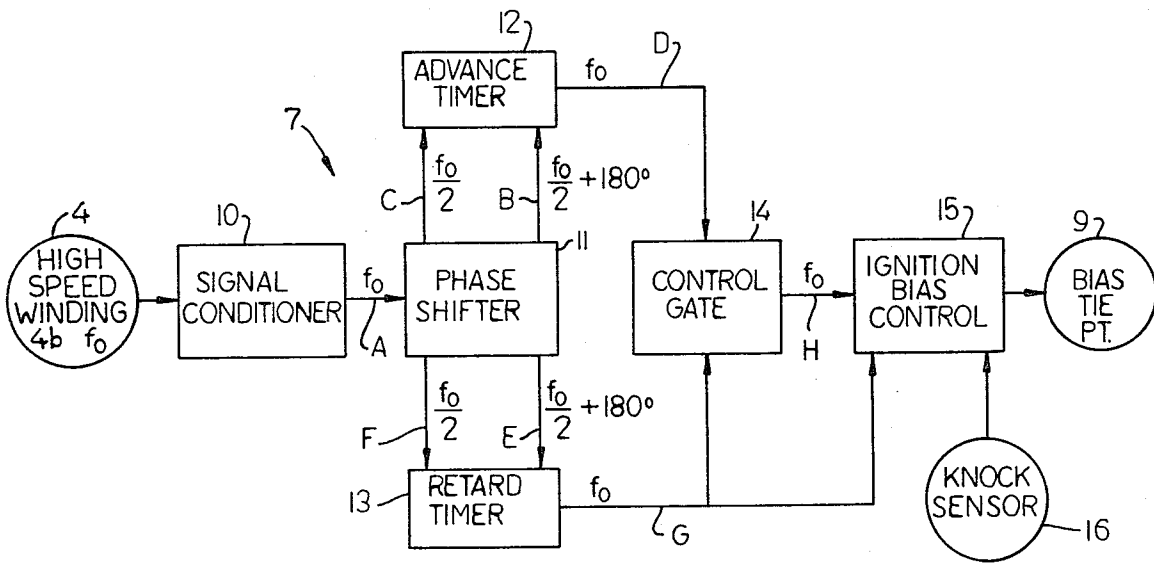 12
D
ADVANCE
TIMER
f₀
7
C
f₀/2
B
f₀/2 +180°
4
10
11
14
15
9
HIGH
SPEED
WINDING
4b f₀
SIGNAL
CONDITIONER
f₀
A
PHASE
SHIFTER
CONTROL
GATE
f₀
H
IGNITION
BIAS
CONTROL
BIAS
TIE
PT.
F
f₀/2
E
f₀/2 +180°
13
RETARD
TIMER
f₀
G
KNOCK
SENSOR
16